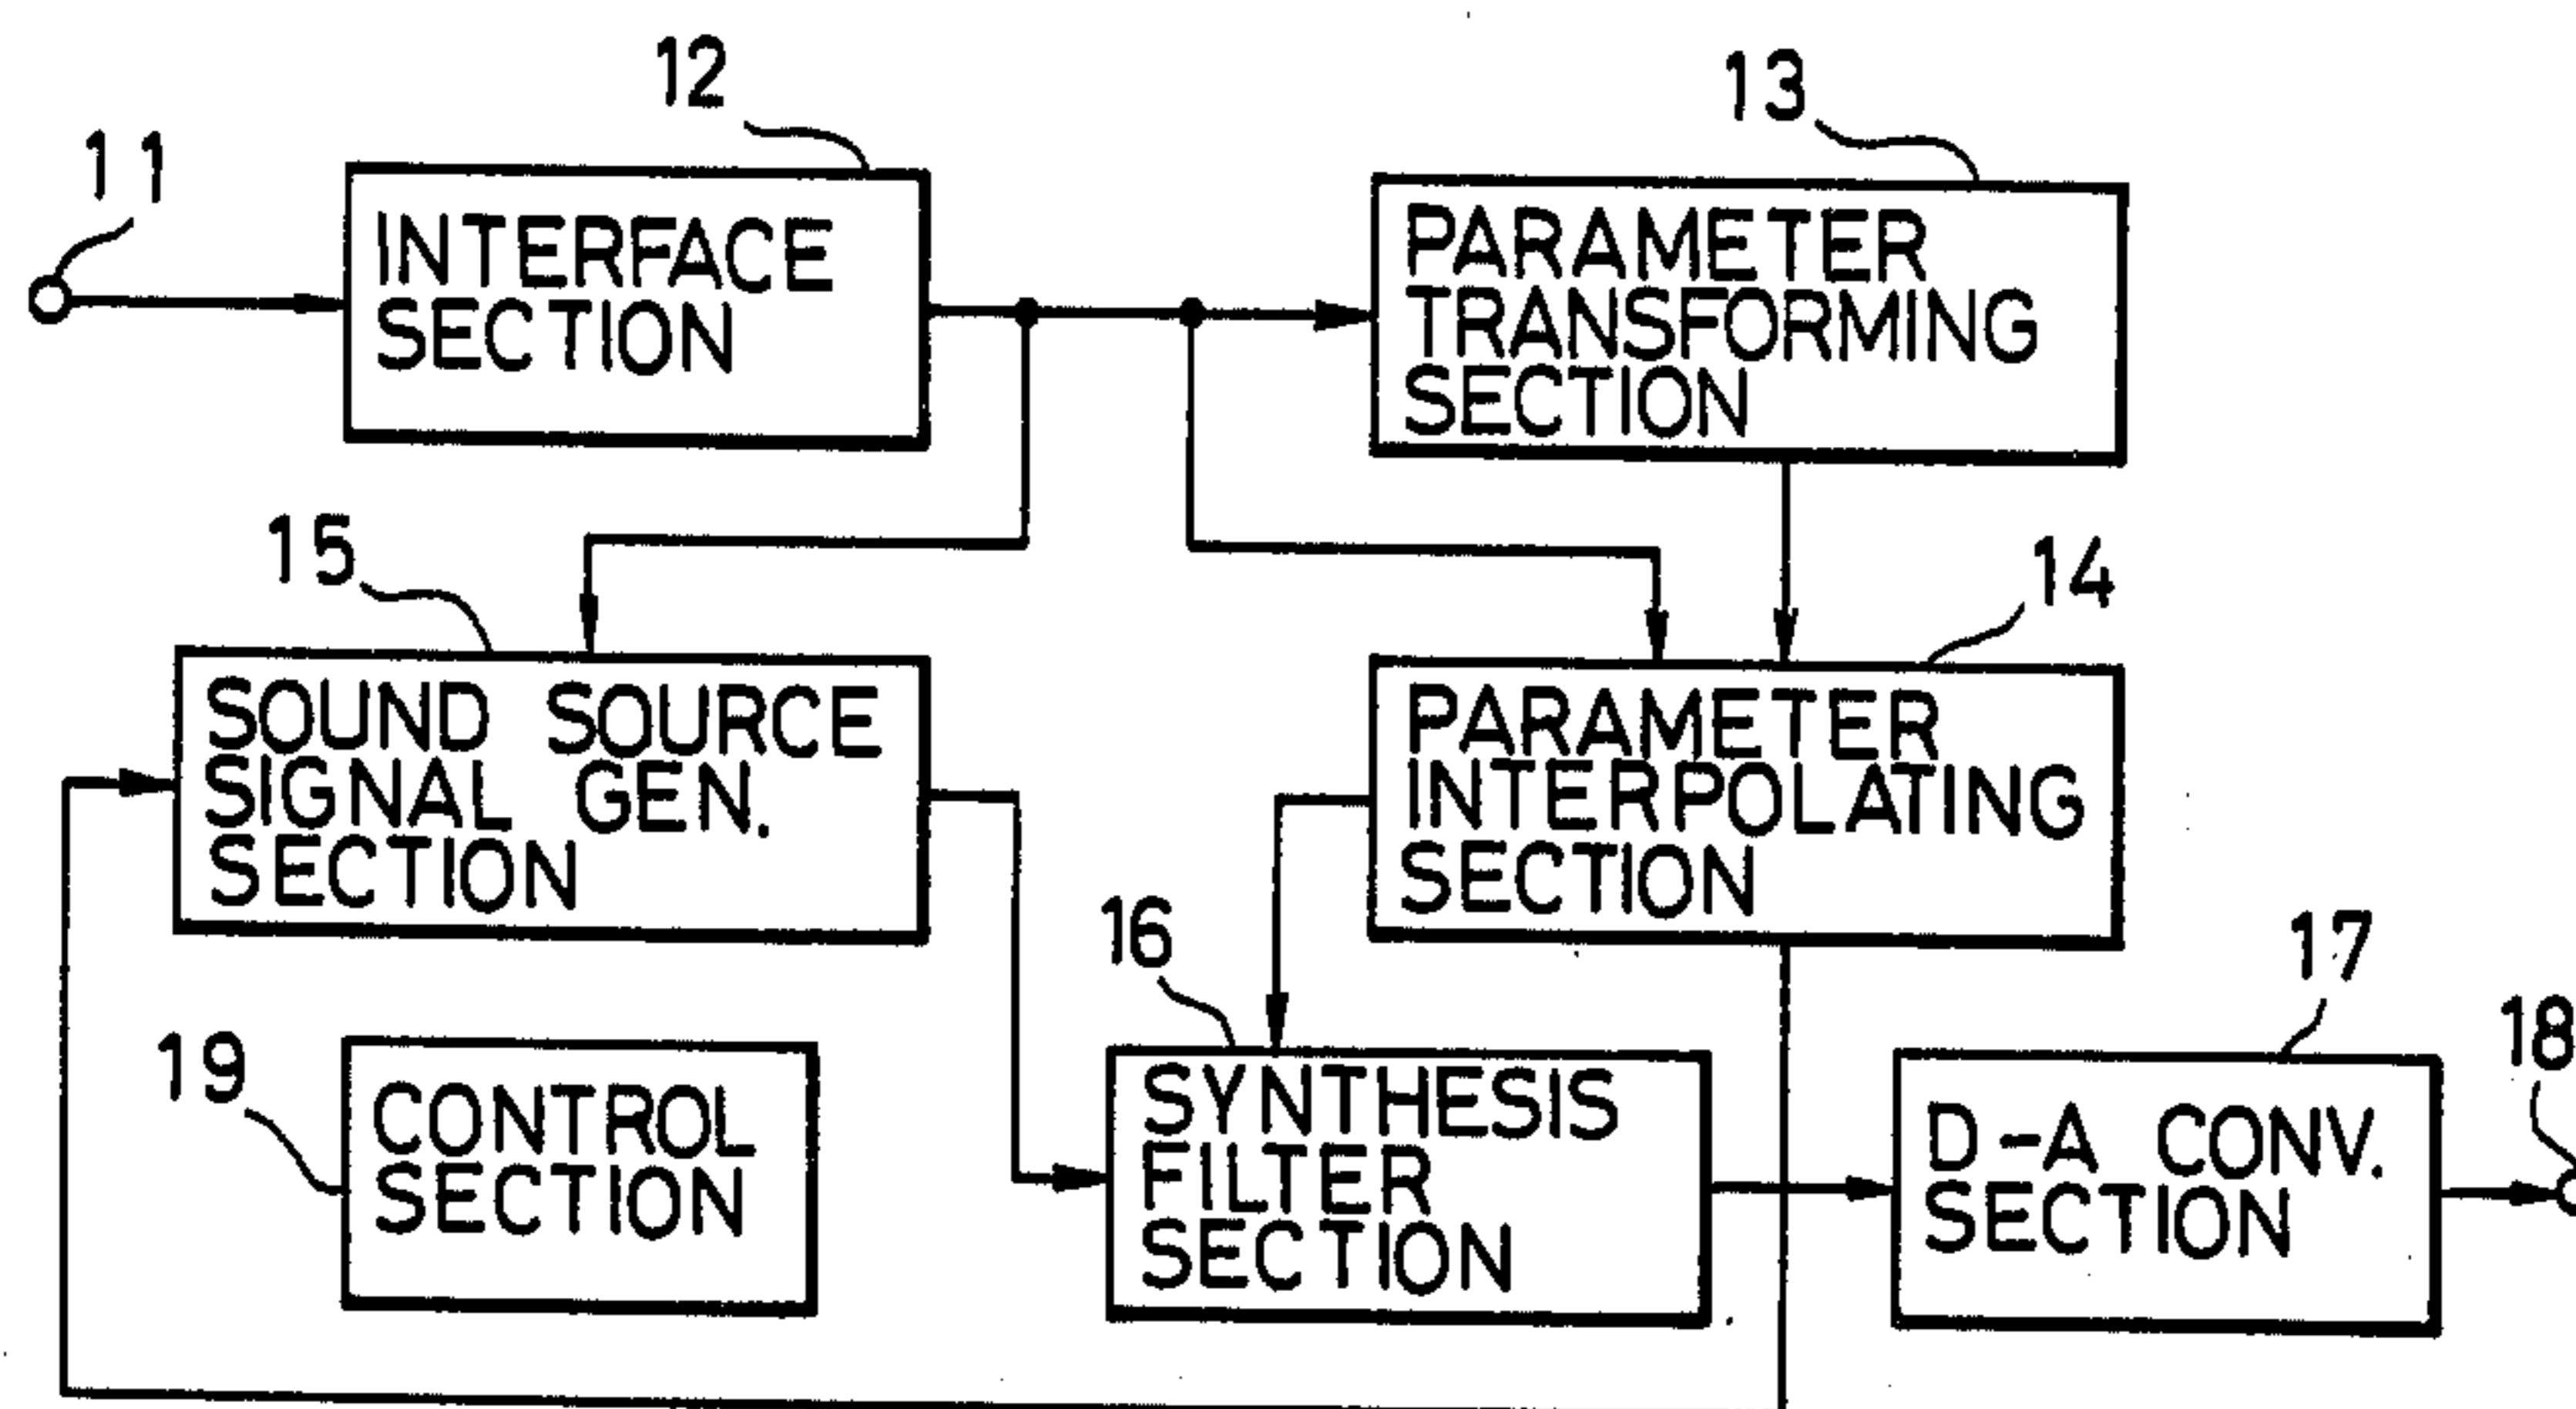 12
13
11
INTERFACE
SECTION
PARAMETER
TRANSFORMING
SECTION
15
14
SOUND SOURCE
SIGNAL GEN.
SECTION
PARAMETER
INTERPOLATING
SECTION
16
17
18
19
CONTROL
SECTION
SYNTHESIS
FILTER
SECTION
D-A CONV.
SECTION